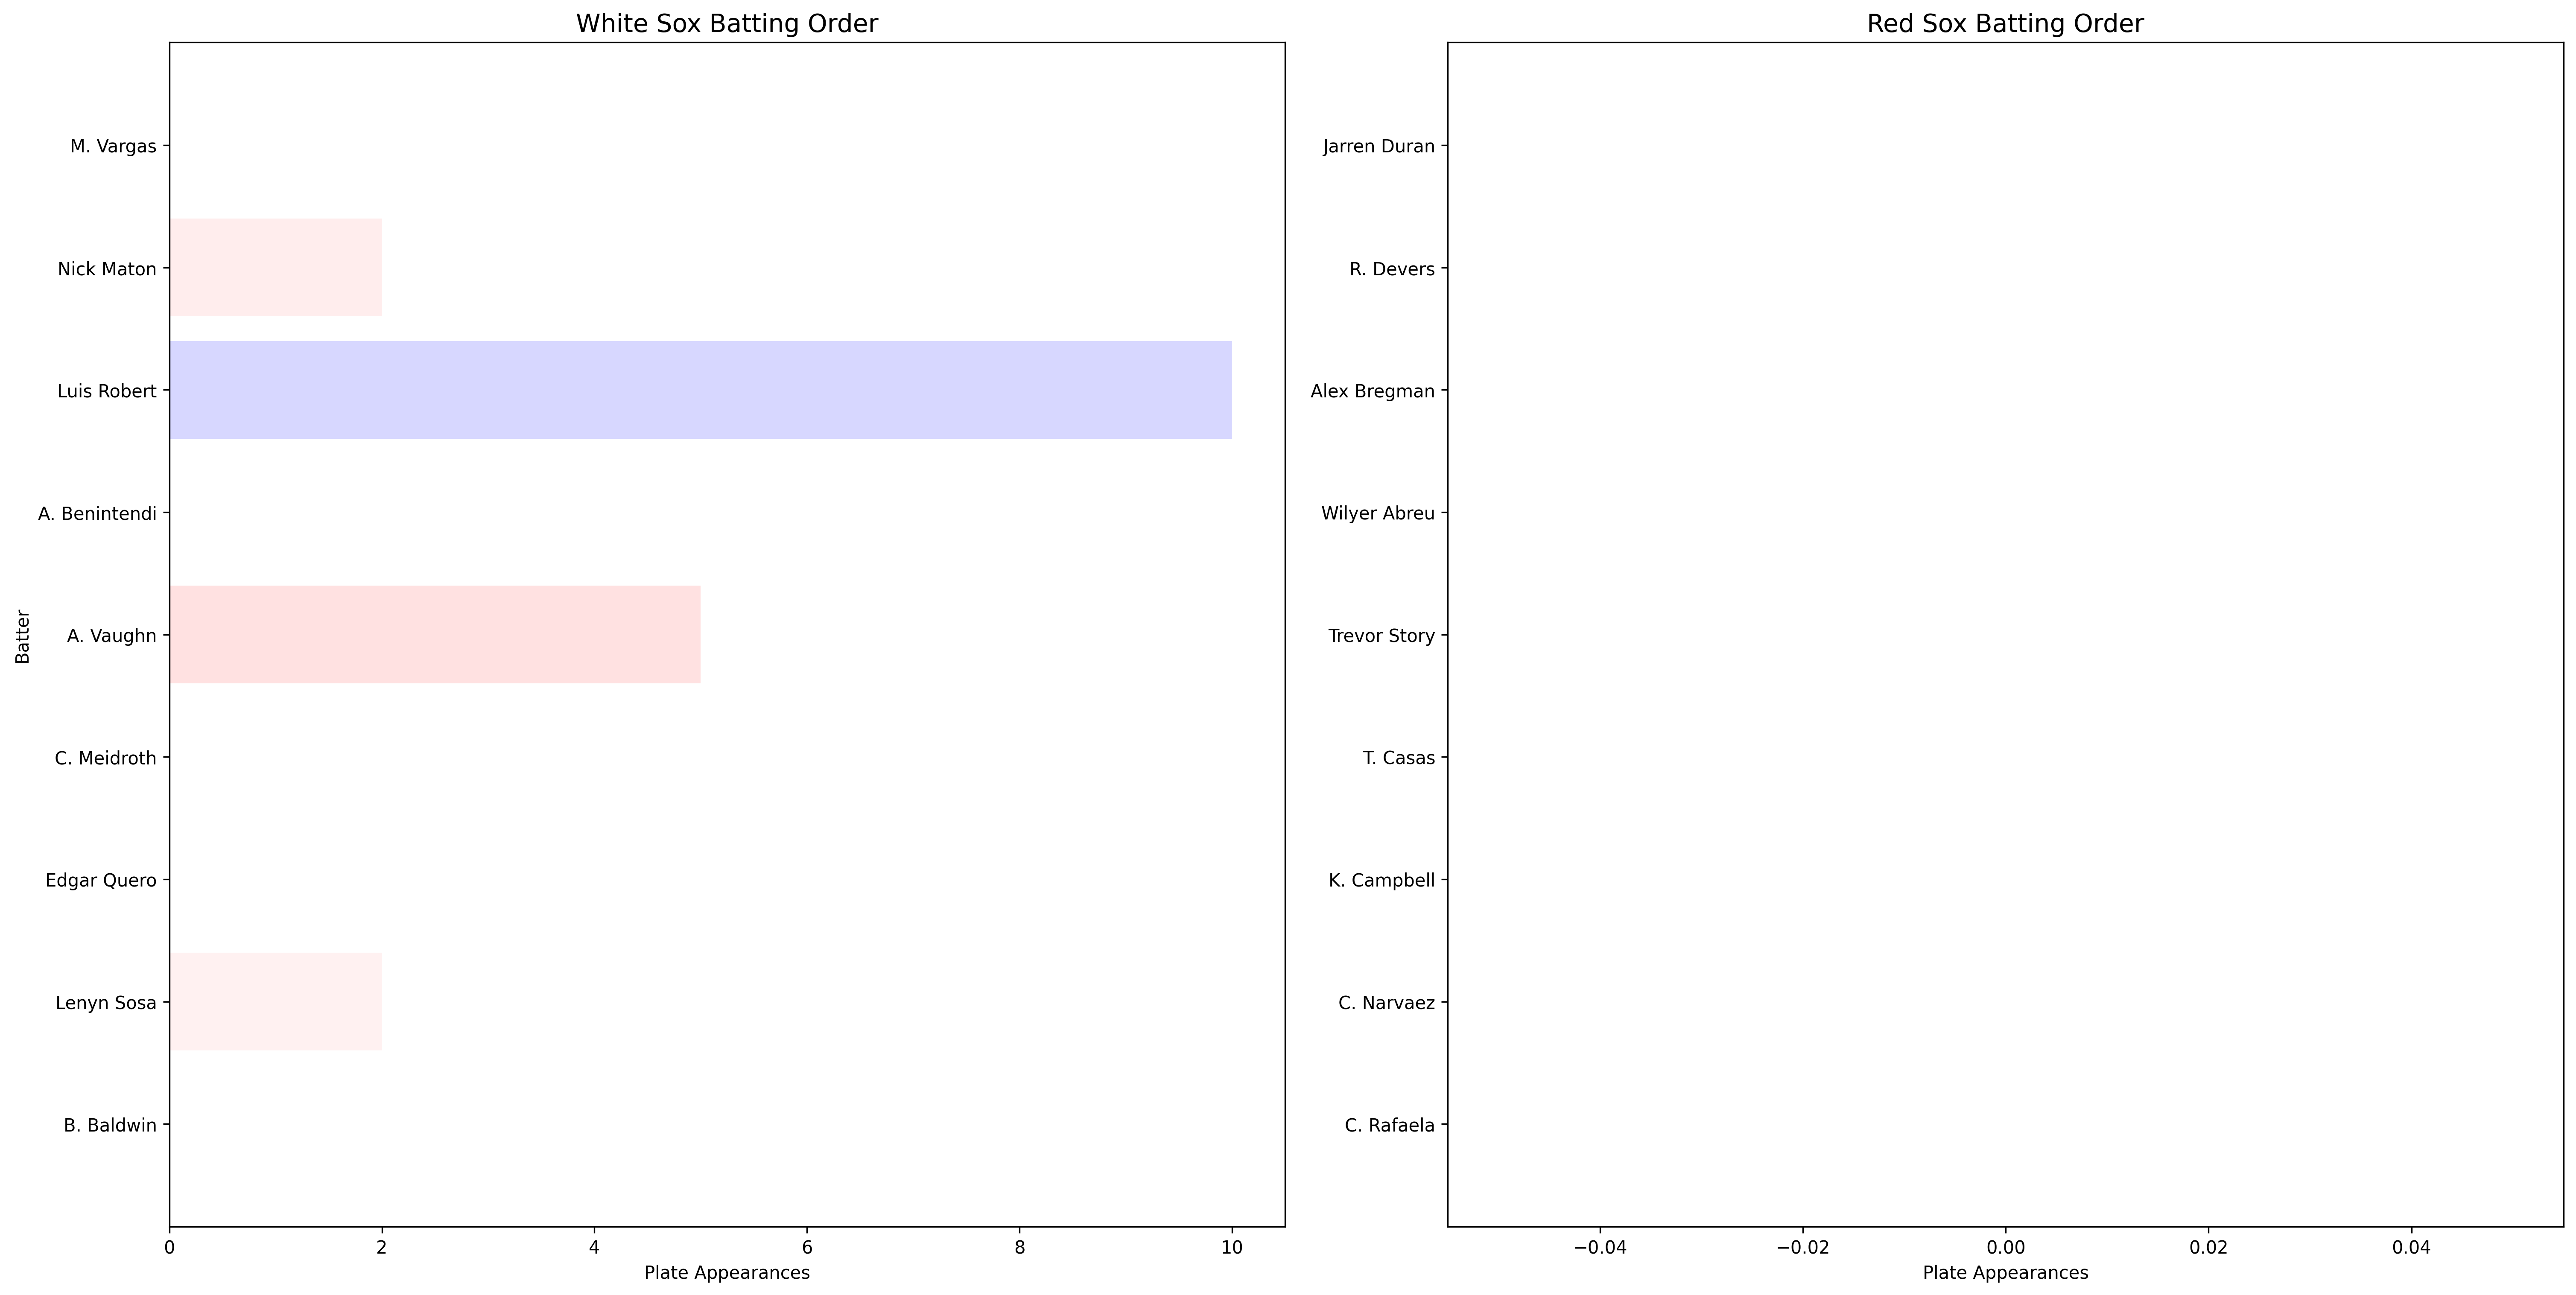 White Sox Batting Order
Batter
M. Vargas
Nick Maton
Luis Robert
A. Benintendi
A. Vaughn
C. Meidroth
Edgar Quero
Lenyn Sosa
B. Baldwin
0 2 4 6 8 10
Plate Appearances
Red Sox Batting Order
Jarren Duran
R. Devers
Alex Bregman
Wilyer Abreu
Trevor Story
T. Casas
K. Campbell
C. Narvaez
C. Rafaela
−0.04 −0.02 0.00 0.02 0.04
Plate Appearances